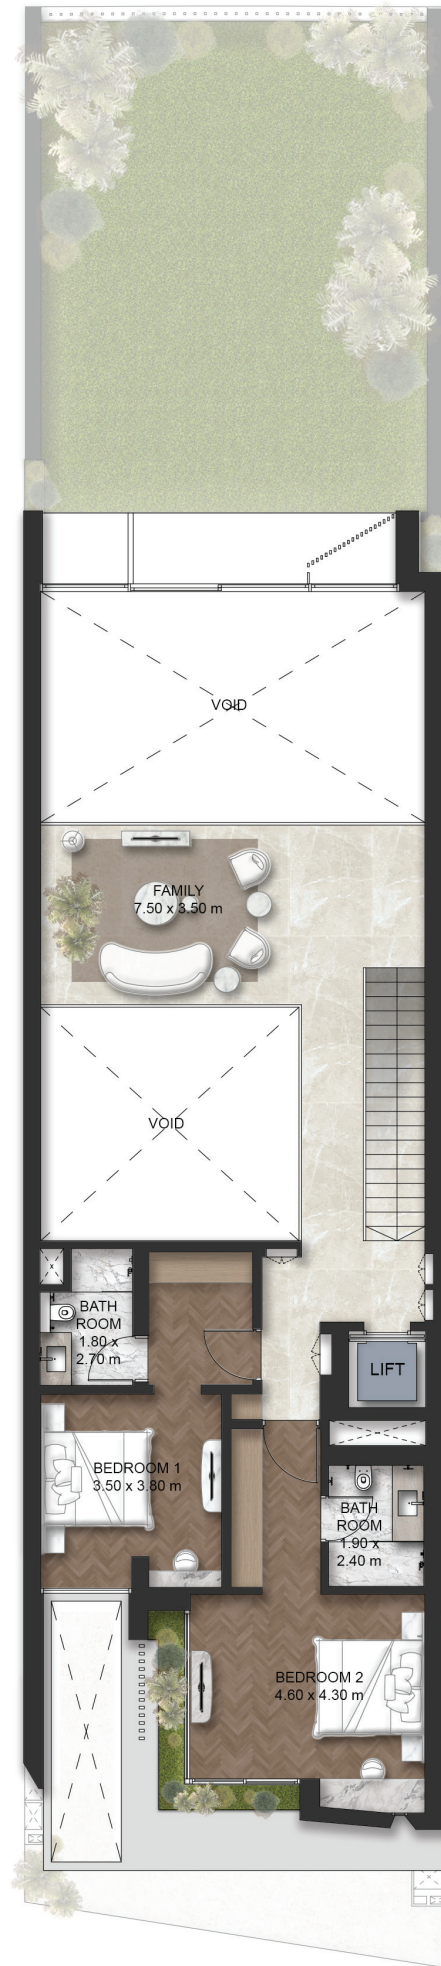 VOID
FAMILY
7.50 x 3.50 m
VOID
BATH
ROOM
1.80 x
2.70 m
LIFT
BEDROOM 1
3.50 x 3.80 m
BATH
ROOM
1.90 x
2.40 m
BEDROOM 2
4.60 x 4.30 m